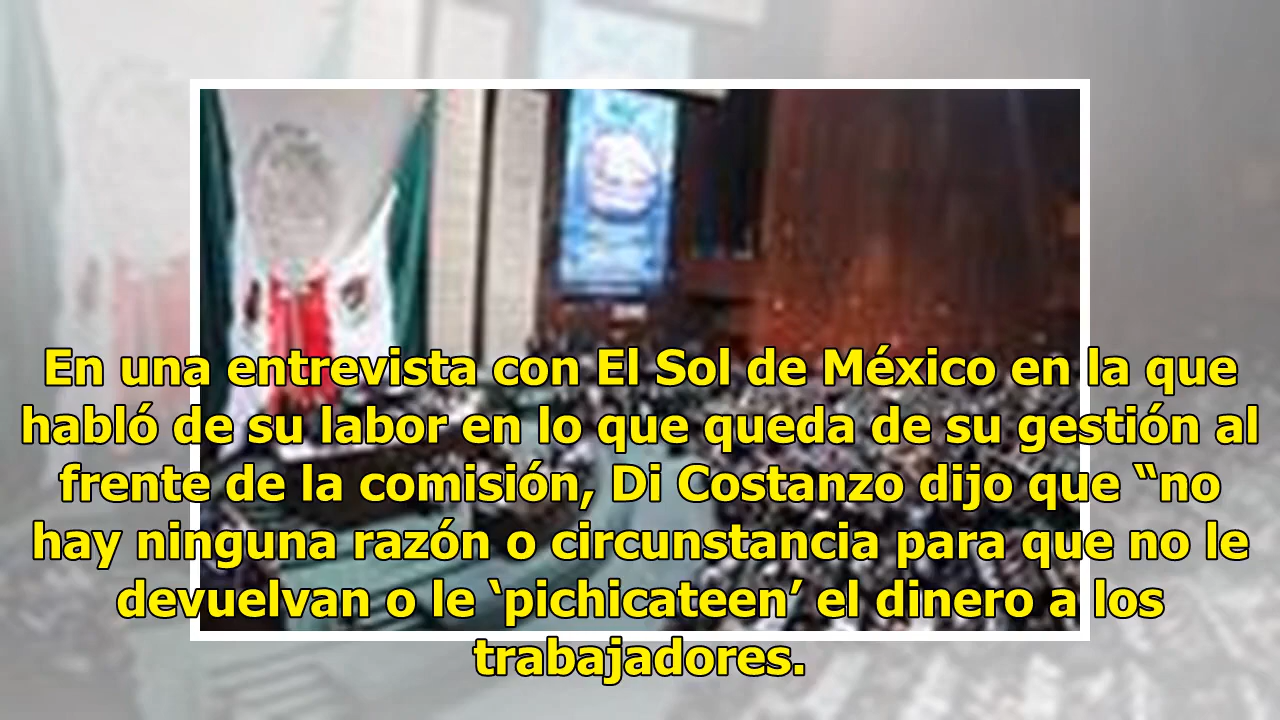 En una entrevista con El Sol de México en la que
habló de su labor en lo que queda de su gestión al
frente de la comisión, Di Costanzo dijo que “no
hay ninguna razón o circunstancia para que no le
devuelvan o le ‘pichicateen’ el dinero a los
trabajadores.